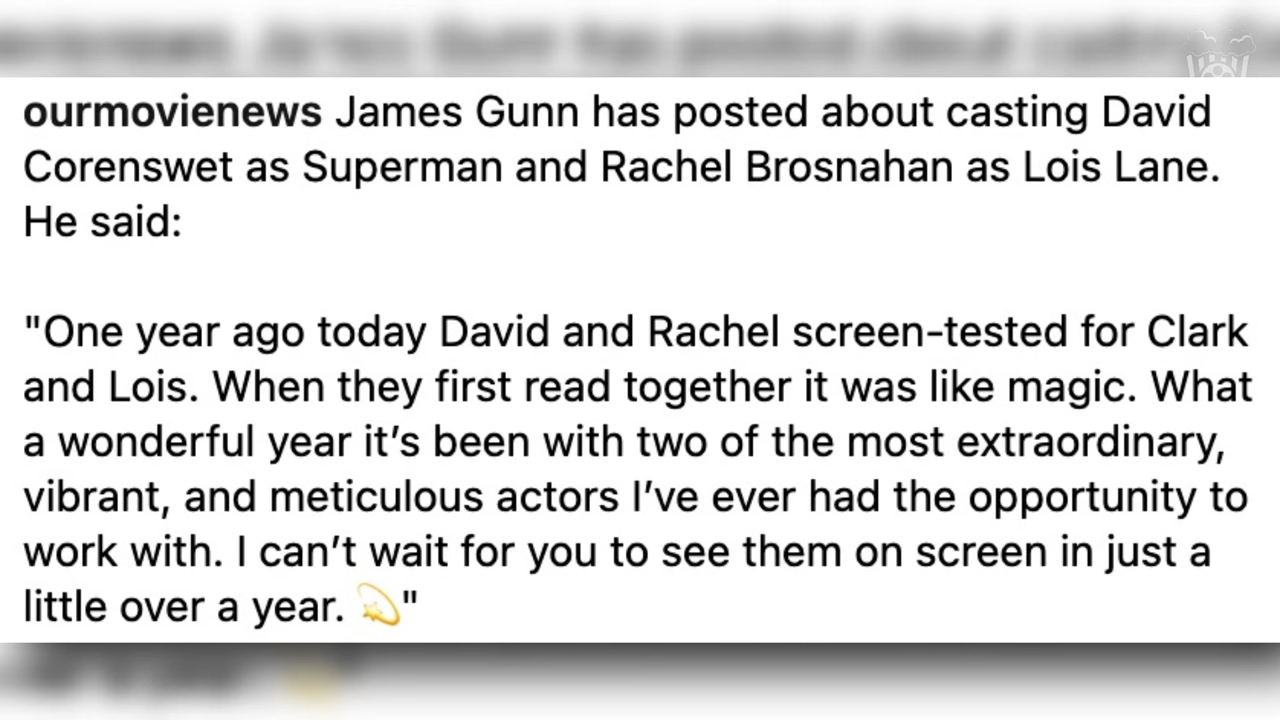 ourmovienews James Gunn has posted about casting David
Corenswet as Superman and Rachel Brosnahan as Lois Lane.
He said:
"One year ago today David and Rachel screen-tested for Clark
and Lois. When they first read together it was like magic. What
a wonderful year it’s been with two of the most extraordinary,
vibrant, and meticulous actors I’ve ever had the opportunity to
work with. I can’t wait for you to see them on screen in just a
little over a year. 💫"